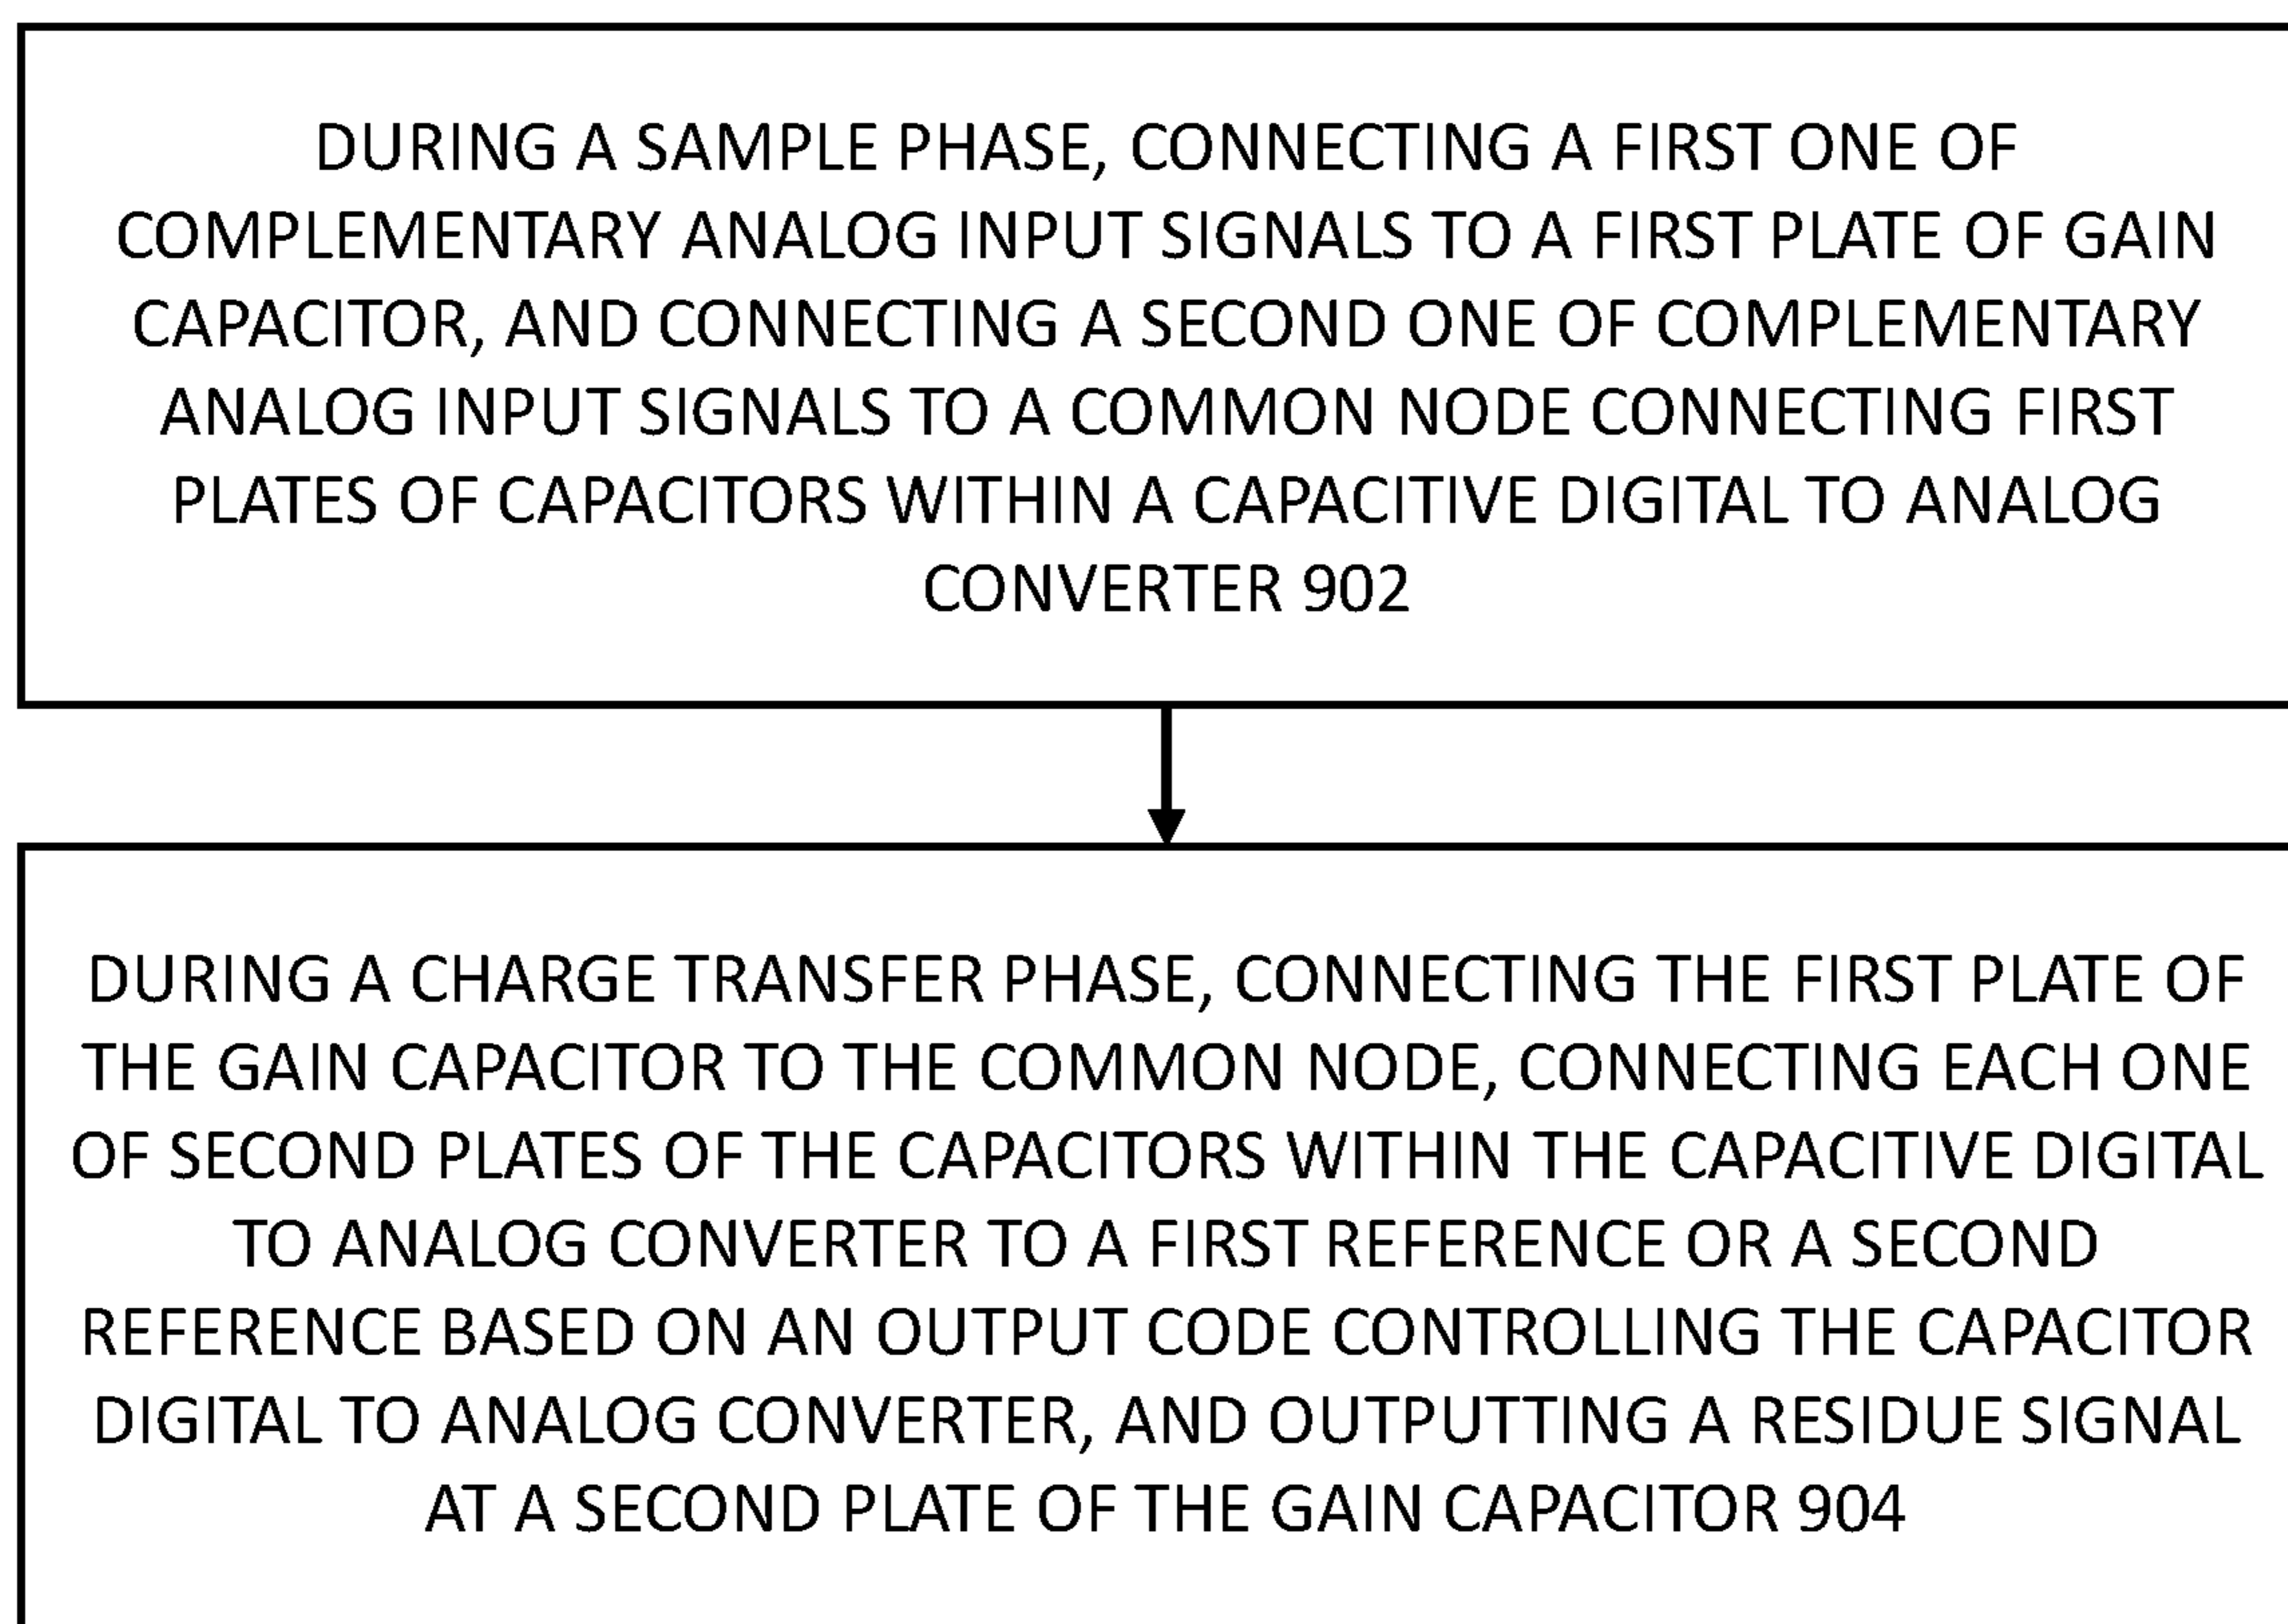 DURING A SAMPLE PHASE, CONNECTING A FIRST ONE OF
COMPLEMENTARY ANALOG INPUT SIGNALS TO A FIRST PLATE OF GAIN
CAPACITOR, AND CONNECTING A SECOND ONE OF COMPLEMENTARY
ANALOG INPUT SIGNALS TO A COMMON NODE CONNECTING FIRST
PLATES OF CAPACITORS WITHIN A CAPACITIVE DIGITAL TO ANALOG
CONVERTER 902
DURING A CHARGE TRANSFER PHASE, CONNECTING THE FIRST PLATE OF
THE GAIN CAPACITOR TO THE COMMON NODE, CONNECTING EACH ONE
OF SECOND PLATES OF THE CAPACITORS WITHIN THE CAPACITIVE DIGITAL
TO ANALOG CONVERTER TO A FIRST REFERENCE OR A SECOND
REFERENCE BASED ON AN OUTPUT CODE CONTROLLING THE CAPACITOR
DIGITAL TO ANALOG CONVERTER, AND OUTPUTTING A RESIDUE SIGNAL
AT A SECOND PLATE OF THE GAIN CAPACITOR 904